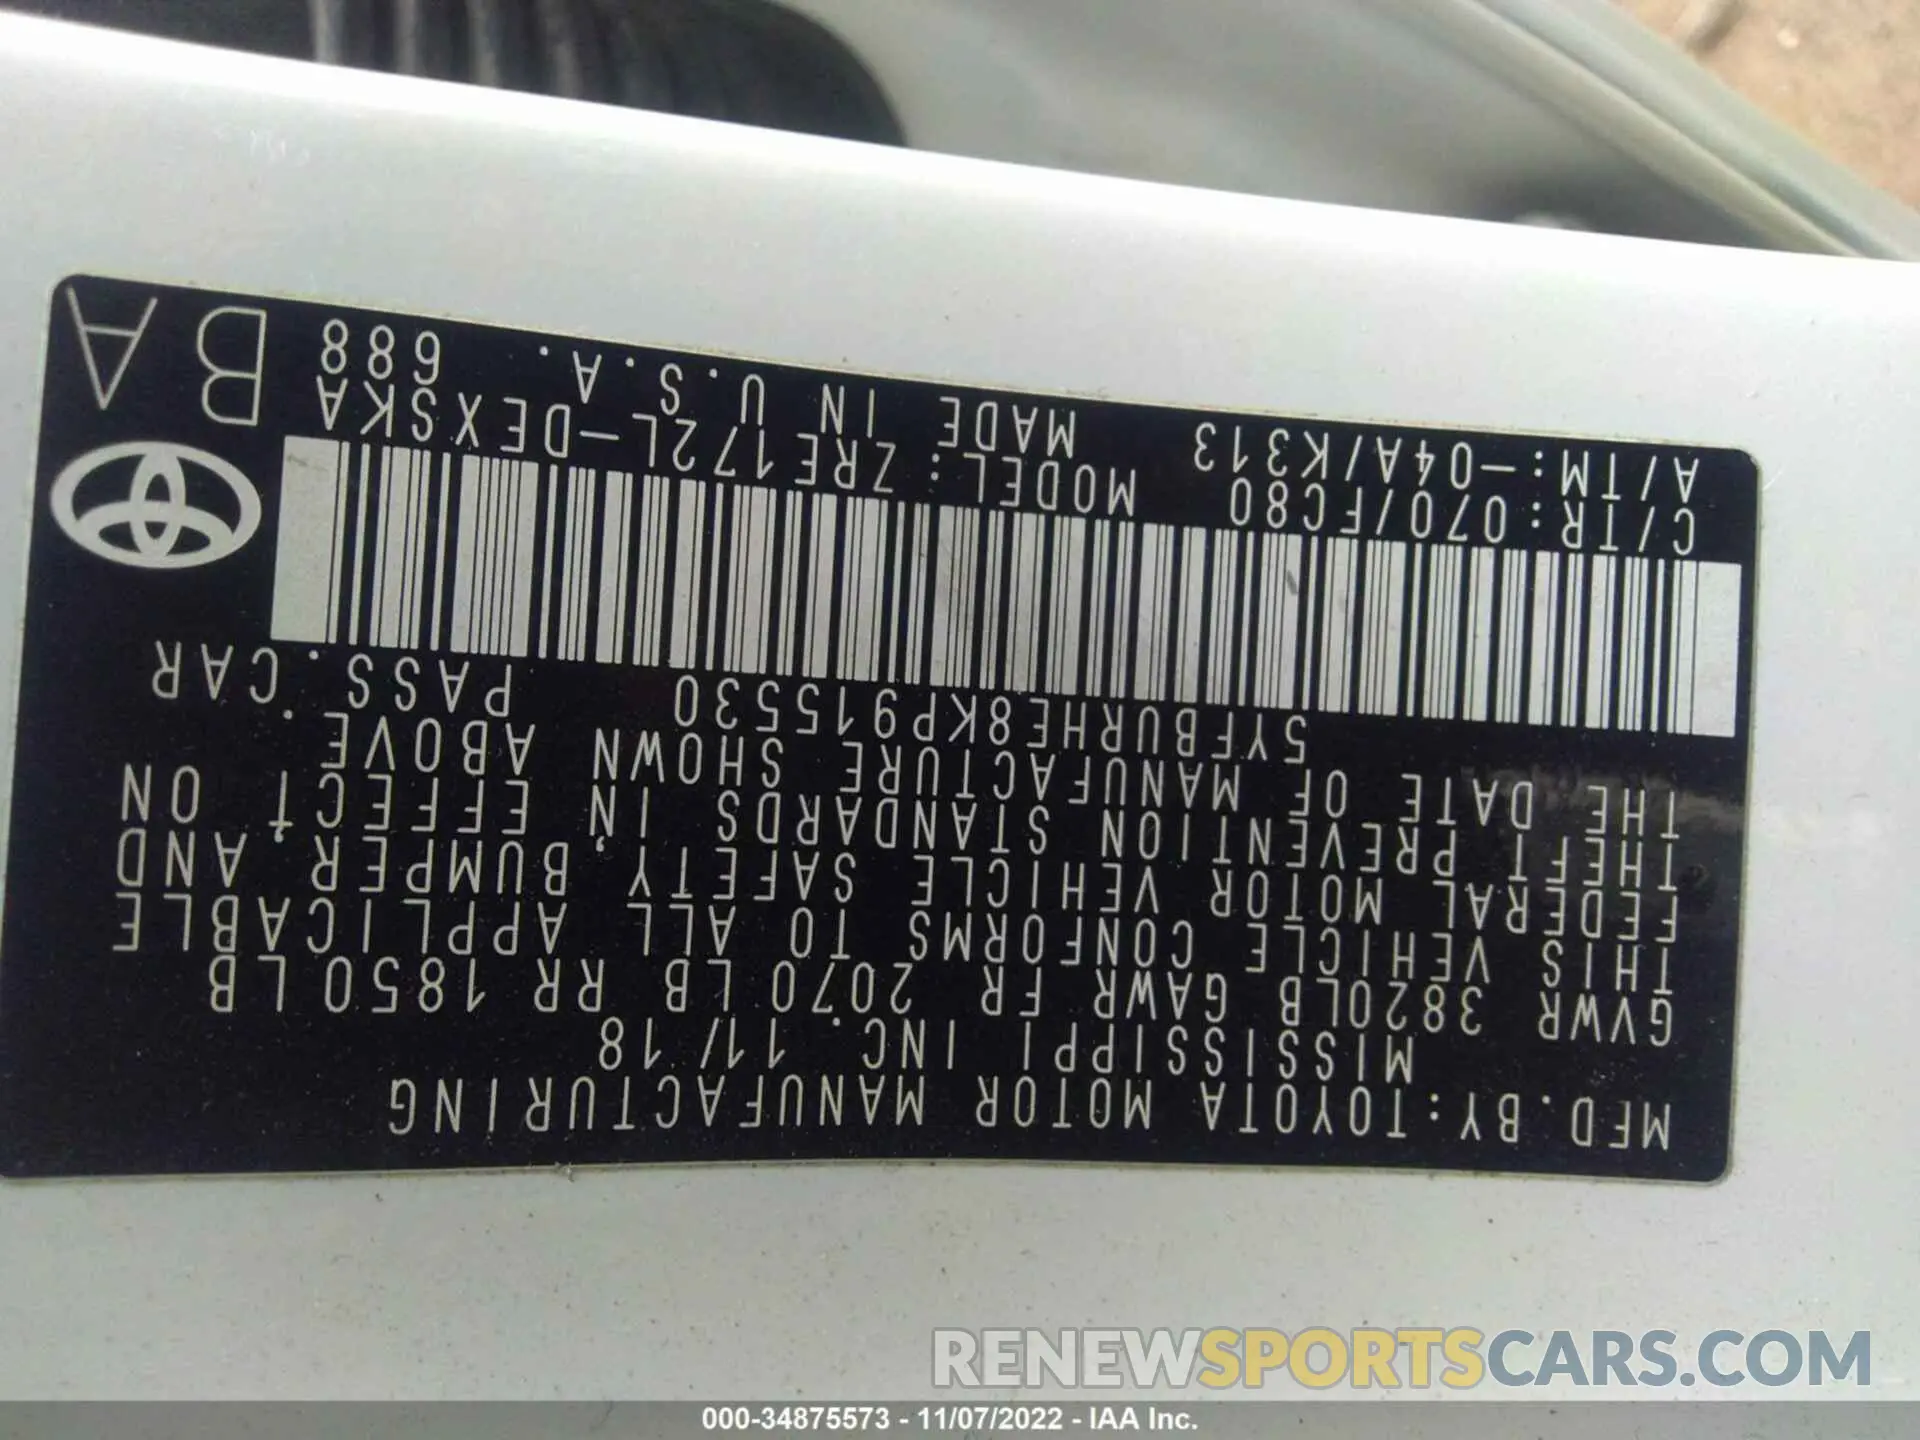 MFD.BY:TOYOTA MOTOR MANUFACTURING
MISSISSIPPI INC. 11/18
GVWR 3820LB GAWR FR 2070LB RR 1850LB
THIS VEHICLE CONFORMS TO ALL APPLICABLE
FEDERAL MOTOR VEHICLE SAFETY, BUMPER, AND
THEFT PREVENTION STANDARDS IN EFFECT ON
THE DATE OF MANUFACTURE SHOWN ABOVE.
5YFBURHE8KP915530 PASS.CAR
C/TR:070/FC80 MODEL:ZRE172L-DEXSKA
A/TM:-04A/K313 MADE IN U.S.A. 688
BA
RENEWSPORTSCARS.COM
000-34875573 - 11/07/2022 - IAA Inc.